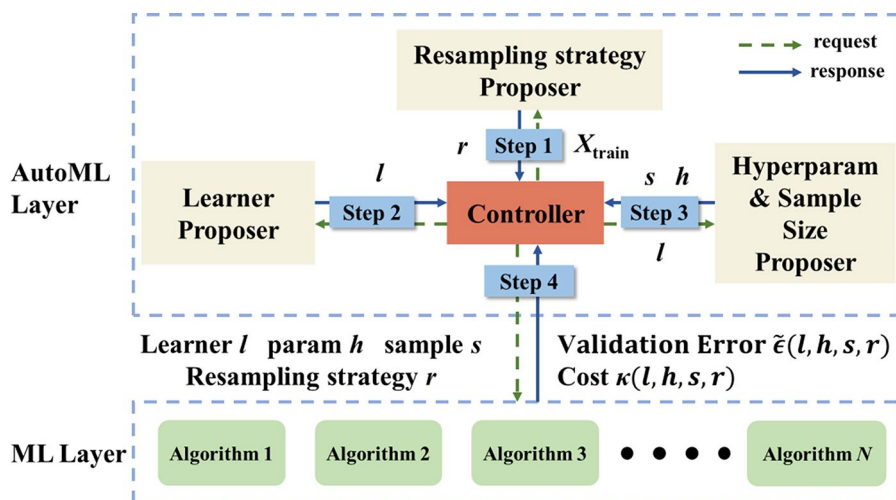 request
response
Resampling strategy
Proposer
r
Step 1
X_train
AutoML
Layer
Learner
Proposer
l
Step 2
Controller
s h
Step 3
l
Hyperparam
& Sample
Size
Proposer
Step 4
Learner l param h sample s
Resampling strategy r
Validation Error ϵ̃(l, h, s, r)
Cost κ(l, h, s, r)
ML Layer
Algorithm 1
Algorithm 2
Algorithm 3
Algorithm N